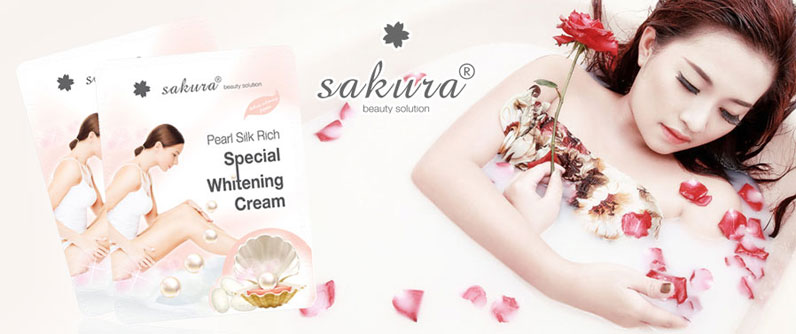 sakura®
beauty solution
Pearl Silk Rich
Special
Whitening
Cream
sakura®
beauty solution